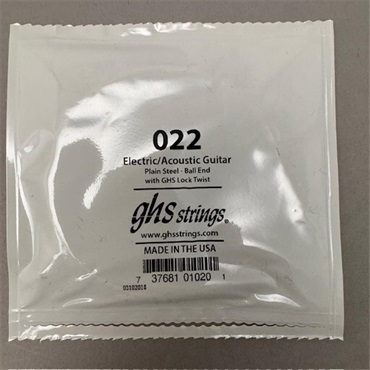 022
Electric/Acoustic Guitar
Plain Steel - Ball End
with GHS Lock Twist
ghs strings®
www.ghsstrings.com
MADE IN THE USA
7 37681 01020 1
03102018